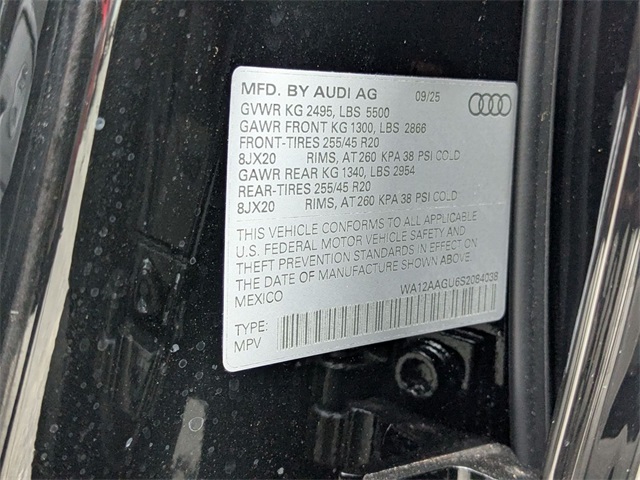 MFD. BY AUDI AG 09/25
GVWR KG 2495, LBS 5500
GAWR FRONT KG 1300, LBS 2866
FRONT-TIRES 255/45 R20
8JX20 RIMS, AT 260 KPA 38 PSI COLD
GAWR REAR KG 1340, LBS 2954
REAR-TIRES 255/45 R20
8JX20 RIMS, AT 260 KPA 38 PSI COLD
THIS VEHICLE CONFORMS TO ALL APPLICABLE
U.S. FEDERAL MOTOR VEHICLE SAFETY AND
THEFT PREVENTION STANDARDS IN EFFECT ON
THE DATE OF MANUFACTURE SHOWN ABOVE.
MEXICO
WA12AAGU6S2084038
TYPE:
MPV